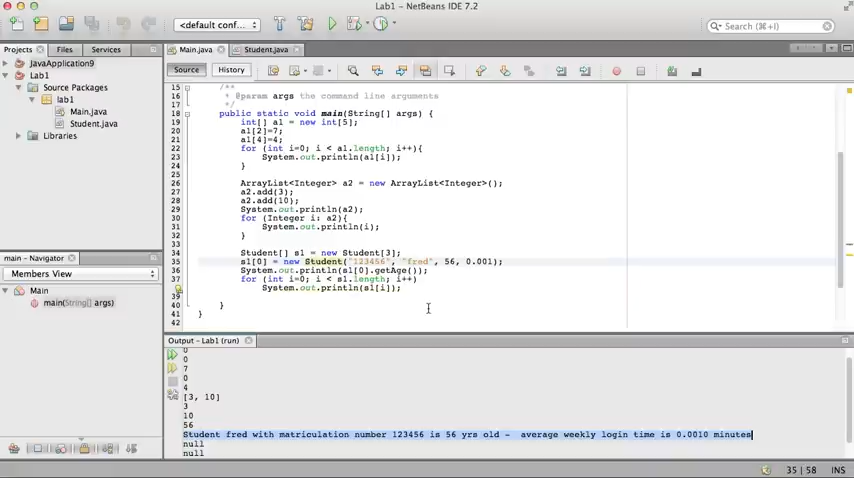 Lab1 – NetBeans IDE 7.2
<default conf...
Search (⌘+I)
Projects
Files
Services
Main.java
Student.java
JavaApplication9
Lab1
Source Packages
lab1
Main.java
Student.java
Libraries
Source
History
15 /**
16 * @param args the command line arguments
17 */
18 public static void main(String[] args) {
19 int[] a1 = new int[5];
20 a1[2]=7;
21 a1[4]=4;
22 for (int i=0; i < a1.length; i++){
23 System.out.println(a1[i]);
24 }
25
26 ArrayList<Integer> a2 = new ArrayList<Integer>();
27 a2.add(3);
28 a2.add(10);
29 System.out.println(a2);
30 for (Integer i: a2){
31 System.out.println(i);
32 }
33
34 Student[] s1 = new Student[3];
35 s1[0] = new Student("123456", "fred", 56, 0.001);
36 System.out.println(s1[0].getAge());
37 for (int i=0; i < s1.length; i++)
System.out.println(s1[i]);
39
40 }
41 }
42
main – Navigator
Members View
Main
main(String[] args)
Output – Lab1 (run)
0
0
7
0
4
[3, 10]
3
10
56
Student fred with matriculation number 123456 is 56 yrs old - average weekly login time is 0.0010 minutes
null
null
35 | 58
INS